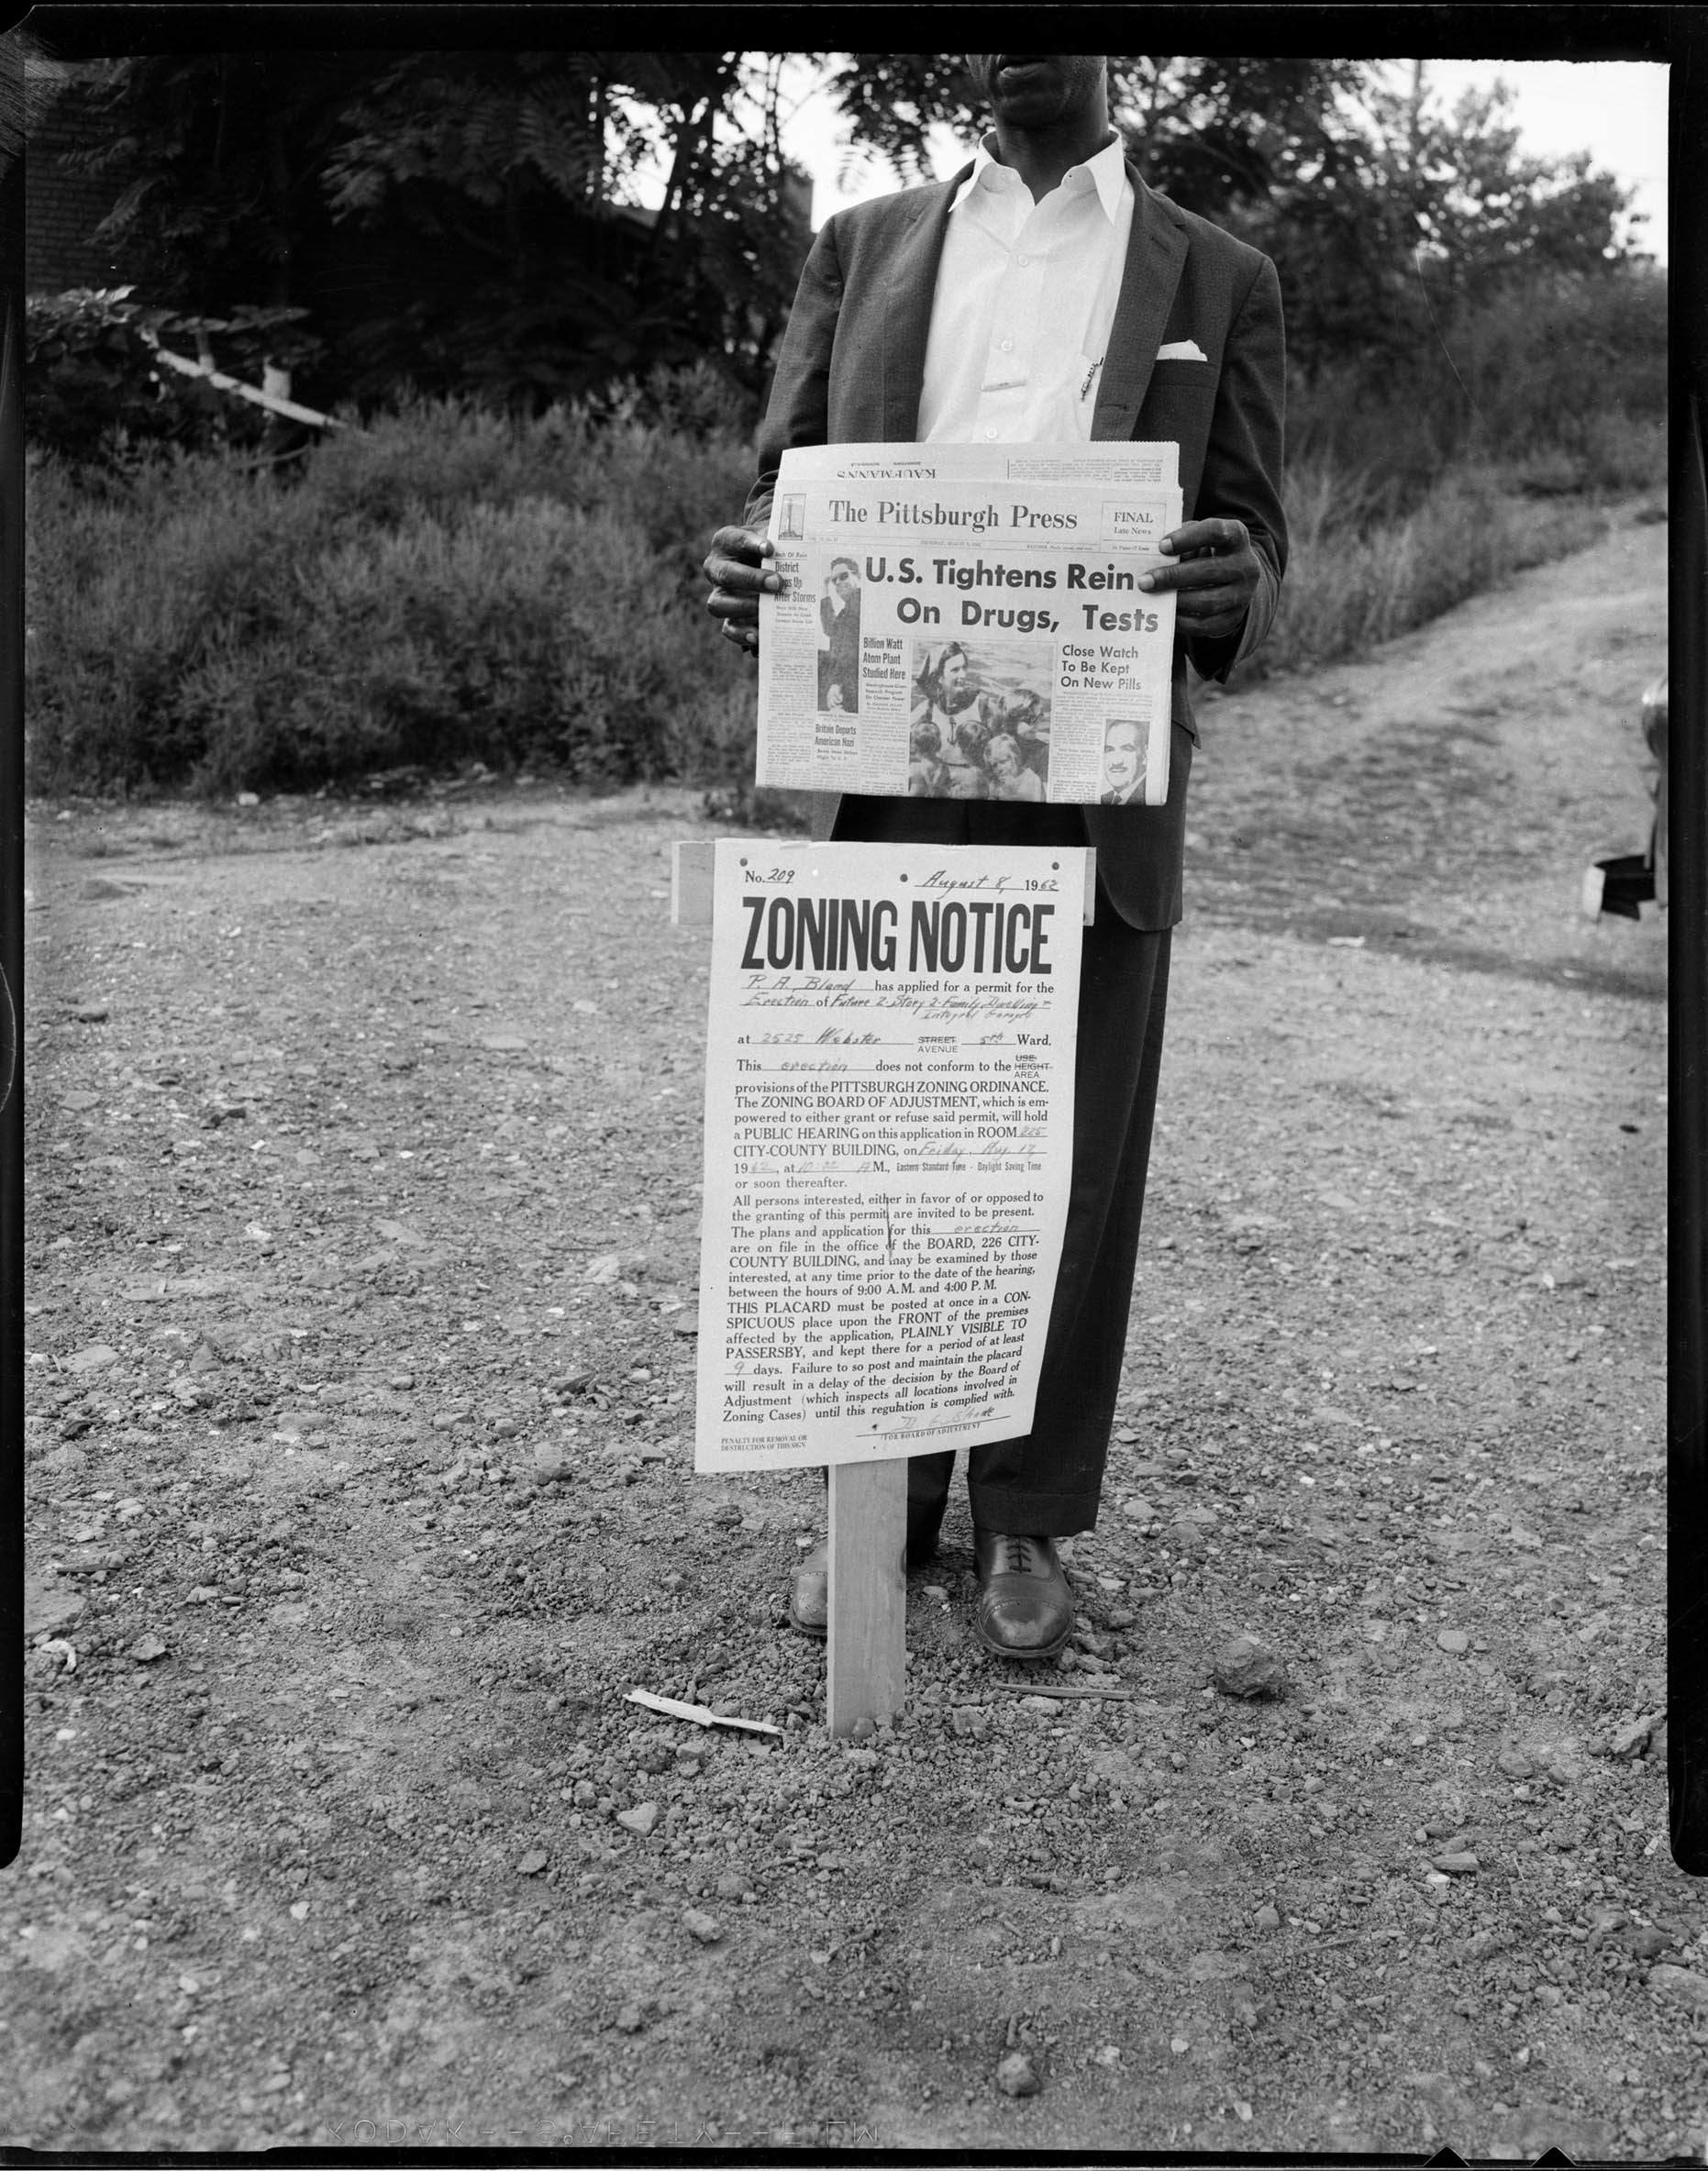 KAUFMANN'S
The Pittsburgh Press
FINAL
Late News
District
After Storms
U.S. Tightens Rein
On Drugs, Tests
Billion Watt
Atom Plant
Studied Here
Close Watch
To Be Kept
On New Pills
Britain Deports
American Nazi
No. 209 August 8, 1962
ZONING NOTICE
P. A. Bland has applied for a permit for the
Erection of Future 2-Story 2-Family Dwelling +
Integral Garage
at 2525 Webster STREET 5th Ward.
AVENUE
USE
This erection does not conform to the HEIGHT
AREA
provisions of the PITTSBURGH ZONING ORDINANCE.
The ZONING BOARD OF ADJUSTMENT, which is em-
powered to either grant or refuse said permit, will hold
a PUBLIC HEARING on this application in ROOM 225
CITY-COUNTY BUILDING, on Friday, Aug. 17,
1962, at 10: A M., Eastern Standard Time - Daylight Saving Time
or soon thereafter.
All persons interested, either in favor of or opposed to
the granting of this permit, are invited to be present.
The plans and application for this erection
are on file in the office of the BOARD, 226 CITY-
COUNTY BUILDING, and may be examined by those
interested, at any time prior to the date of the hearing,
between the hours of 9:00 A.M. and 4:00 P.M.
THIS PLACARD must be posted at once in a CON-
SPICUOUS place upon the FRONT of the premises
affected by the application, PLAINLY VISIBLE TO
PASSERSBY, and kept there for a period of at least
9 days. Failure to so post and maintain the placard
will result in a delay of the decision by the Board of
Adjustment (which inspects all locations involved in
Zoning Cases) until this regulation is complied with.
PENALTY FOR REMOVAL OR
DESTRUCTION OF THIS SIGN
FOR BOARD OF ADJUSTMENT
KODAK SAFETY FILM